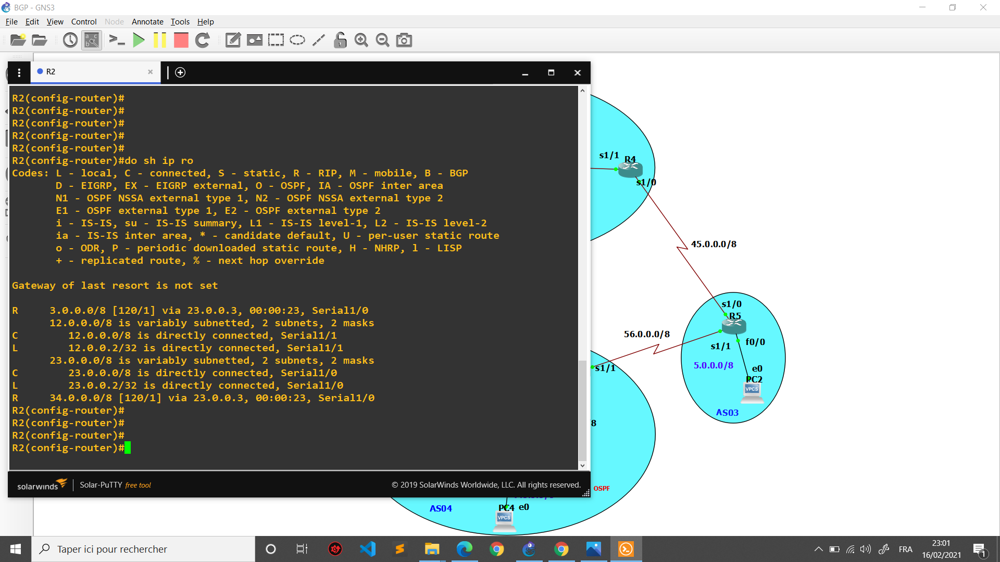 BGP - GNS3
File Edit View Control Node Annotate Tools Help
R2
R2(config-router)#
R2(config-router)#
R2(config-router)#
R2(config-router)#
R2(config-router)#
R2(config-router)#do sh ip ro
Codes: L - local, C - connected, S - static, R - RIP, M - mobile, B - BGP
D - EIGRP, EX - EIGRP external, O - OSPF, IA - OSPF inter area
N1 - OSPF NSSA external type 1, N2 - OSPF NSSA external type 2
E1 - OSPF external type 1, E2 - OSPF external type 2
i - IS-IS, su - IS-IS summary, L1 - IS-IS level-1, L2 - IS-IS level-2
ia - IS-IS inter area, * - candidate default, U - per-user static route
o - ODR, P - periodic downloaded static route, H - NHRP, l - LISP
+ - replicated route, % - next hop override
Gateway of last resort is not set
R 3.0.0.0/8 [120/1] via 23.0.0.3, 00:00:23, Serial1/0
12.0.0.0/8 is variably subnetted, 2 subnets, 2 masks
C 12.0.0.0/8 is directly connected, Serial1/1
L 12.0.0.2/32 is directly connected, Serial1/1
23.0.0.0/8 is variably subnetted, 2 subnets, 2 masks
C 23.0.0.0/8 is directly connected, Serial1/0
L 23.0.0.2/32 is directly connected, Serial1/0
R 34.0.0.0/8 [120/1] via 23.0.0.3, 00:00:23, Serial1/0
R2(config-router)#
R2(config-router)#
R2(config-router)#
R2(config-router)#
solarwinds Solar-PuTTY free tool © 2019 SolarWinds Worldwide, LLC. All rights reserved.
s1/1 R4
s1/0
45.0.0.0/8
s1/0
R5
56.0.0.0/8
s1/1 f0/0
5.0.0.0/8
e0
PC2
VPCS
AS03
s1/1
8
OSPF
AS04
PC4 e0
VPCS
Taper ici pour rechercher
FRA
23:01
16/02/2021
1